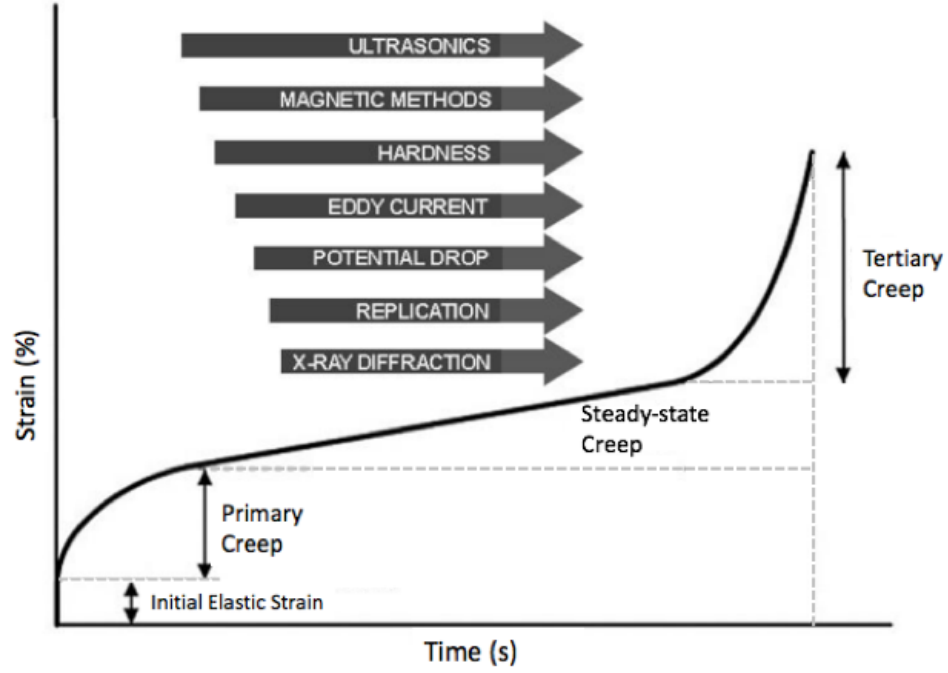 ULTRASONICS
MAGNETIC METHODS
HARDNESS
EDDY CURRENT
POTENTIAL DROP
REPLICATION
X-RAY DIFFRACTION
Tertiary
Creep
Strain (%)
Steady-state
Creep
Primary
Creep
Initial Elastic Strain
Time (s)